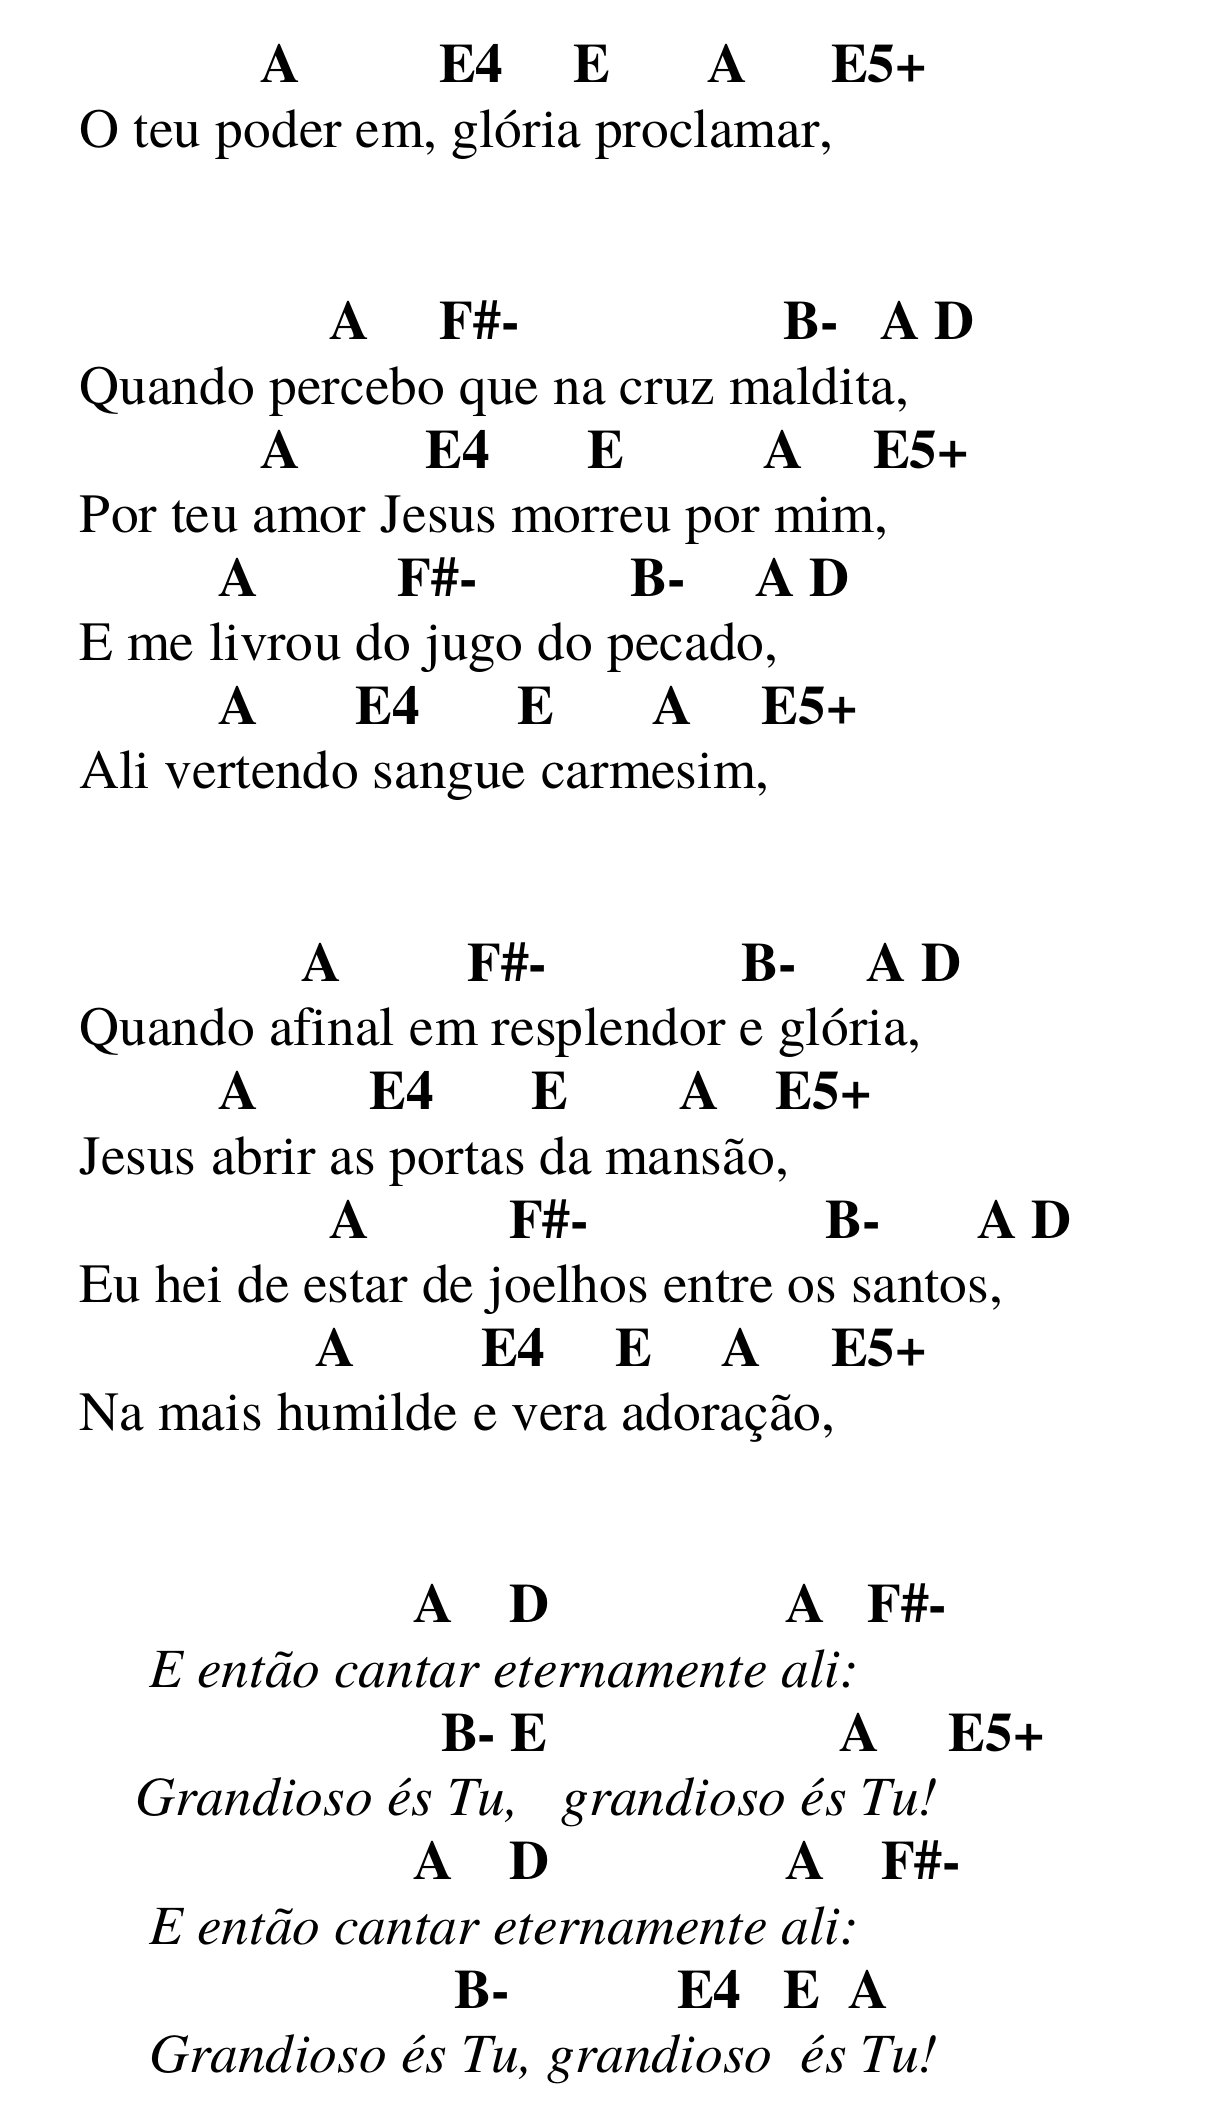 A E4 E A E5+
O teu poder em, glória proclamar,
A F#- B- A D
Quando percebo que na cruz maldita,
A E4 E A E5+
Por teu amor Jesus morreu por mim,
A F#- B- A D
E me livrou do jugo do pecado,
A E4 E A E5+
Ali vertendo sangue carmesim,
A F#- B- A D
Quando afinal em resplendor e glória,
A E4 E A E5+
Jesus abrir as portas da mansão,
A F#- B- A D
Eu hei de estar de joelhos entre os santos,
A E4 E A E5+
Na mais humilde e vera adoração,
A D A F#-
E então cantar eternamente ali:
B- E A E5+
Grandioso és Tu, grandioso és Tu!
A D A F#-
E então cantar eternamente ali:
B- E4 E A
Grandioso és Tu, grandioso és Tu!